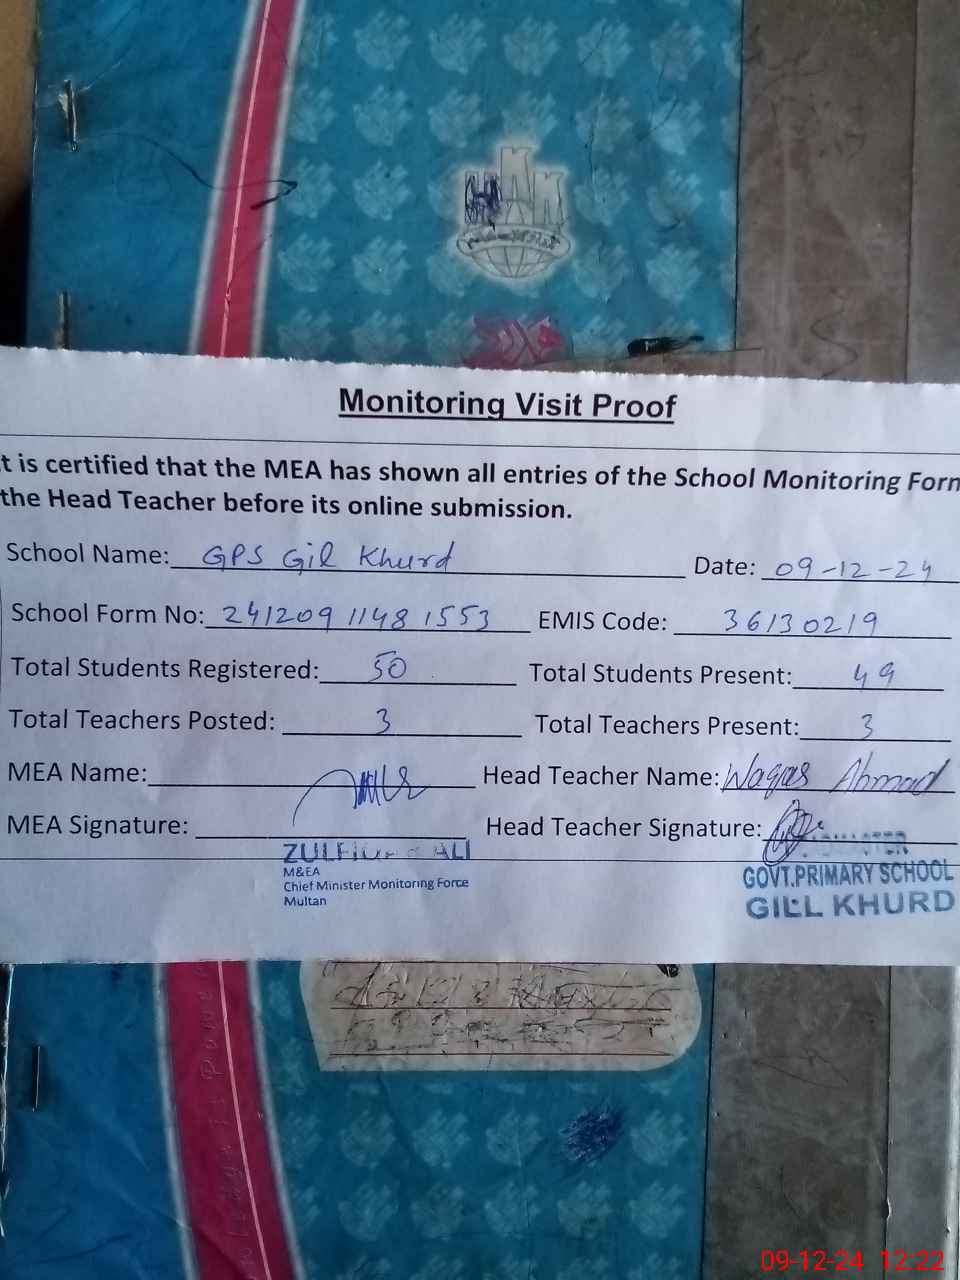 Monitoring Visit Proof
t is certified that the MEA has shown all entries of the School Monitoring Form
the Head Teacher before its online submission.
School Name: GPS Gil Khurd Date: 09-12-24
School Form No: 241209 1148 1553 EMIS Code: 36130219
Total Students Registered: 50 Total Students Present: 49
Total Teachers Posted: 3 Total Teachers Present: 3
MEA Name: Head Teacher Name: Waqas Ahmad
MEA Signature: Head Teacher Signature:
ALI
M&EA
Chief Minister Monitoring Force
Multan
GOVT.PRIMARY SCHOOL
GILL KHURD
09-12-24 12:22